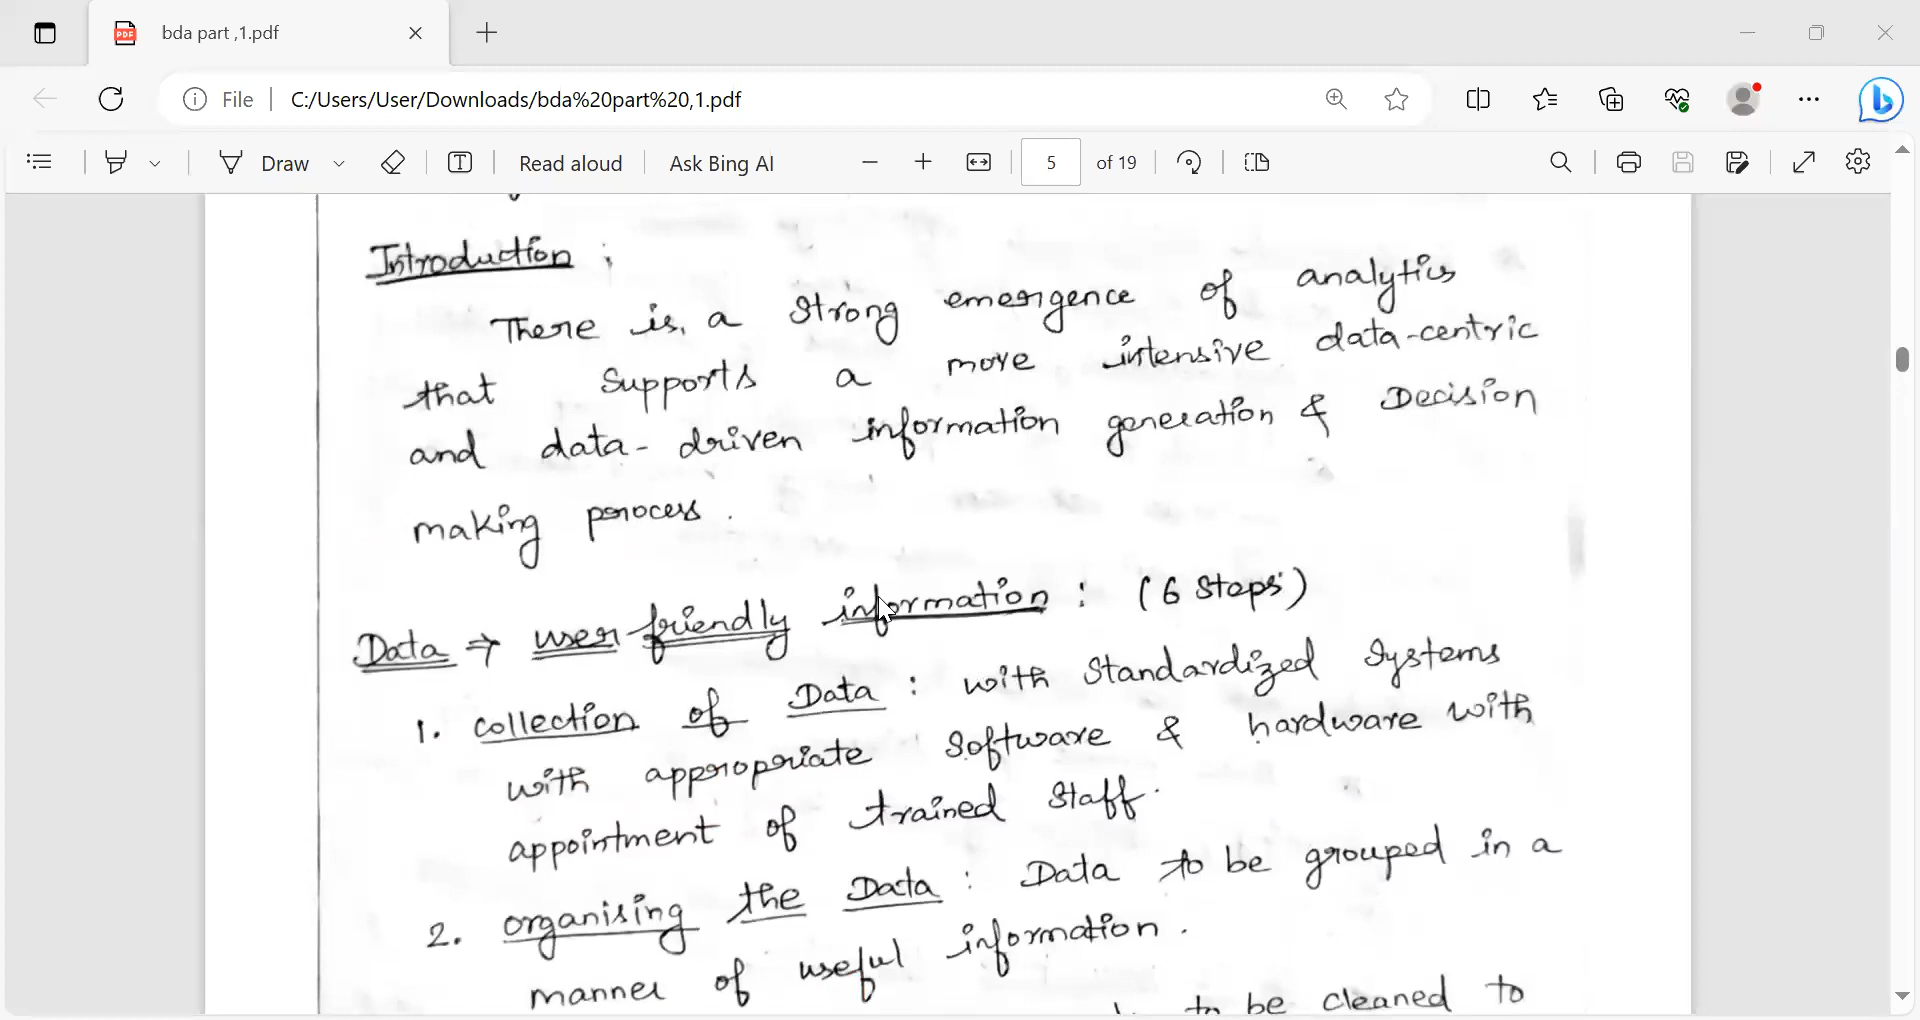 bda part ,1.pdf
File | C:/Users/User/Downloads/bda%20part%20,1.pdf
Draw Read aloud Ask Bing AI 5 of 19
Introduction :
There is a strong emergence of analytics
that supports a more intensive data-centric
and data-driven information generation & Decision
making process.
Data ⇒ user-friendly information : (6 Steps)
1. collection of Data : with Standardized Systems
with appropriate Software & hardware with
appointment of trained Staff.
2. organising the Data : Data to be grouped in a
manner of useful information.
to be cleaned to